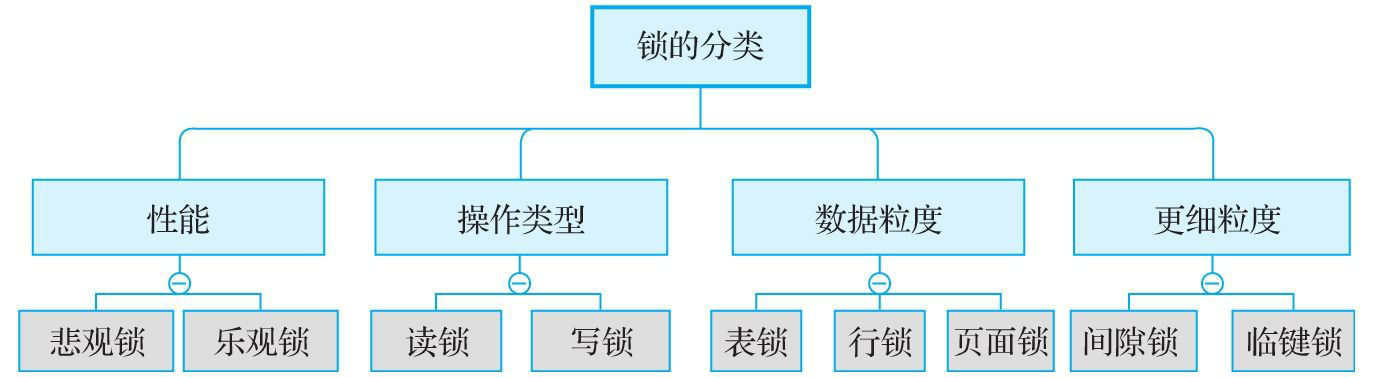 锁的分类
性能
操作类型
数据粒度
更细粒度
悲观锁
乐观锁
读锁
写锁
表锁
行锁
页面锁
间隙锁
临键锁